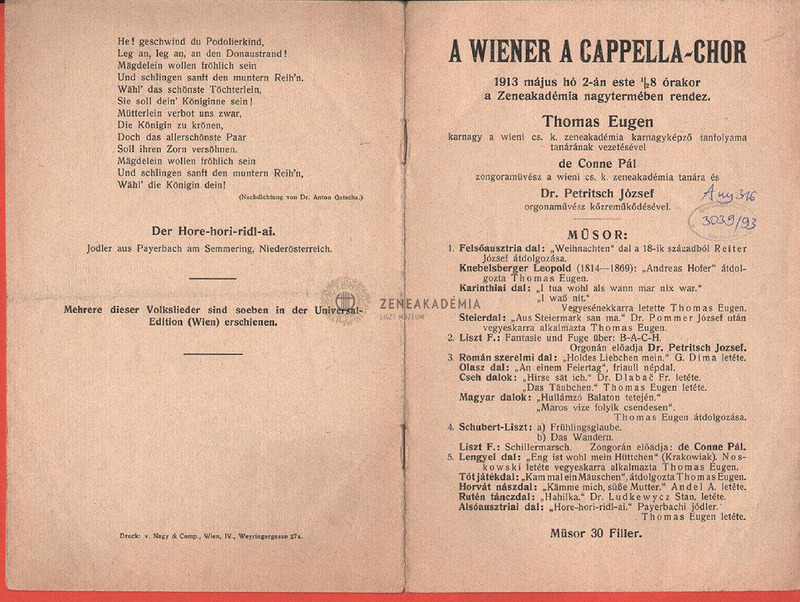 He! geschwind du Podolierkind,
Leg an, leg an, an den Donaustrand!
Mägdelein wollen fröhlich sein
Und schlingen sanft den muntern Reih'n.
Wähl' das schönste Töchterlein,
Sie soll dein' Königinne sein!
Mütterlein verbot uns zwar,
Die Königin zu krönen,
Doch das allerschönste Paar
Soll ihren Zorn versöhnen.
Mägdelein wollen fröhlich sein
Und schlingen sanft den muntern Reih'n,
Wähl' die Königin dein!
(Nachdichtung von Dr. Anton Gatscha.)
Der Hore-hori-ridl-ai.
Jodler aus Payerbach am Semmering, Niederösterreich.
Mehrere dieser Volkslieder sind soeben in der Universal-
Edition (Wien) erschienen.
Druck: v. Nagy & Comp., Wien, IV., Weyringergasse 27a.
ZENEAKADÉMIA
LISZT MÚZEUM
A WIENER A CAPPELLA-CHOR
1913 május hó 2-án este ½8 órakor
a Zeneakadémia nagytermében rendez.
Thomas Eugen
karnagy a wieni cs. k. zeneakadémia karnagyképző tanfolyama
tanárának vezetésével
de Conne Pál
zongoraművész a wieni cs. k. zeneakadémia tanára és
Dr. Petritsch József
orgonaművész közreműködésével.
A ny 316
3039/93
MŰSOR:
1. Felsőausztria dal: „Weihnachten" dal a 18-ik századból Reiter
József átdolgozása.
Knebelsberger Leopold (1814—1869): „Andreas Hofer" átdol-
gozta Thomas Eugen.
Karinthiai dal: „I tua wohl als wann mar nix war."
„I waß nit."
Vegyesénekkarra letette Thomas Eugen.
Steierdal: „Aus Steiermark san ma." Dr. Pommer József után
vegyeskarra alkalmazta Thomas Eugen.
2. Liszt F.: Fantasie und Fuge über: B-A-C-H.
Orgonán előadja Dr. Petritsch József.
3. Román szerelmi dal: „Holdes Liebchen mein." G. Dima letéte.
Olasz dal: „An einem Feiertag", friauli népdal.
Cseh dalok: „Hirse sät ich." Dr. Dlabač Fr. letéte.
„Das Täubchen." Thomas Eugen letéte.
Magyar dalok: „Hullámzó Balaton tetején."
„Maros vize folyik csendesen".
Thomas Eugen átdolgozása.
4. Schubert-Liszt: a) Frühlingsglaube.
b) Das Wandern.
Liszt F.: Schillermarsch. Zongorán előadja: de Conne Pál.
5. Lengyel dal: „Eng ist wohl mein Hüttchen" (Krakowiak). Nos-
kowski letéte vegyeskarra alkalmazta Thomas Eugen.
Tót játékdal: „Kam mal ein Mäuschen", átdolgozta Thomas Eugen.
Horvát nászdal: „Kämme mich, süße Mutter." Andel A. letéte.
Rutén tánczdal: „Hahilka." Dr. Ludkewycz Stan. letéte.
Alsóausztriai dal: „Hore-hori-ridl-ai." Payerbachi jódler.
Thomas Eugen letéte.
Műsor 30 Filler.